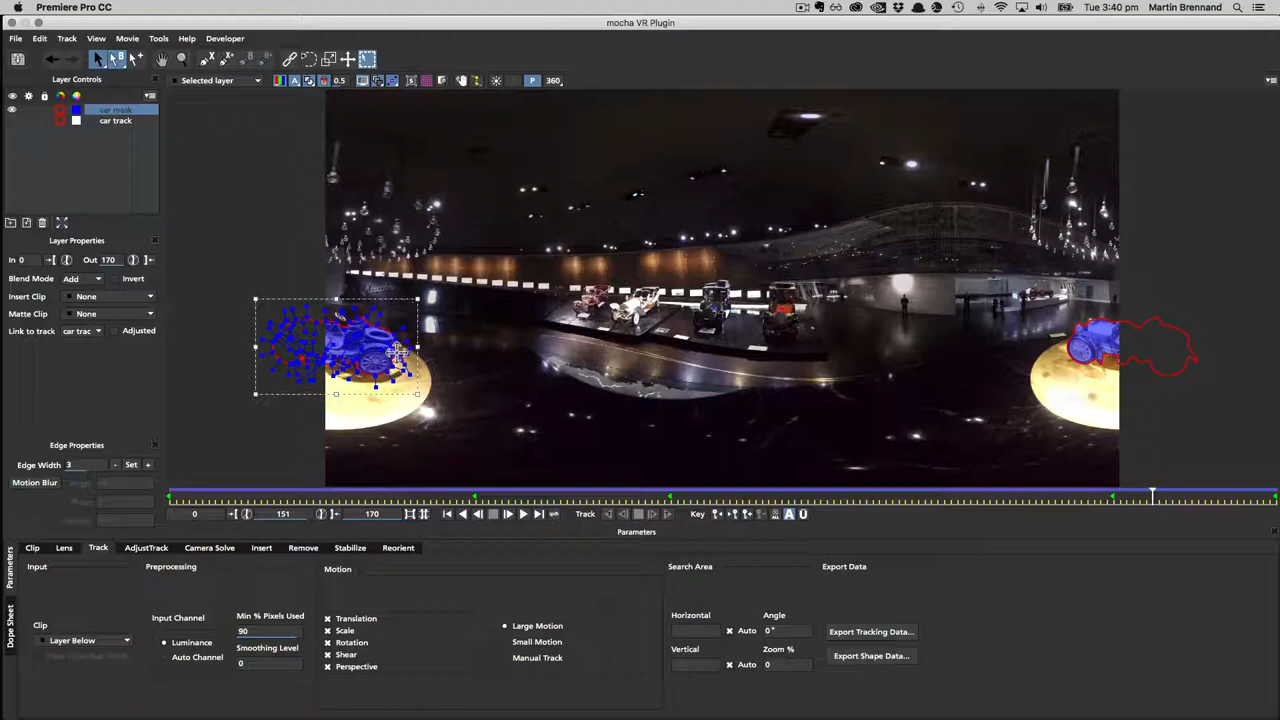 Premiere Pro CC Tue 3:40 pm Martin Brennand
mocha VR Plugin
File Edit Track View Movie Tools Help Developer
Layer Controls
Selected layer 0.5 P 360
car mask
car track
Layer Properties
In 0 Out 170
Blend Mode Add Invert
Insert Clip None
Matte Clip None
Link to track car trac Adjusted
Edge Properties
Edge Width 3 - Set +
Motion Blur
0 151 170 Track Key A Ü
Parameters
Clip Lens Track AdjustTrack Camera Solve Insert Remove Stabilize Reorient
Parameters
Dope Sheet
Input Preprocessing Motion Search Area Export Data
Clip
Layer Below
Input Channel
Luminance
Auto Channel
Min % Pixels Used
90
Smoothing Level
0
Translation
Scale
Rotation
Shear
Perspective
Large Motion
Small Motion
Manual Track
Horizontal
Auto
Vertical
Auto
Angle
0°
Zoom %
0
Export Tracking Data...
Export Shape Data...